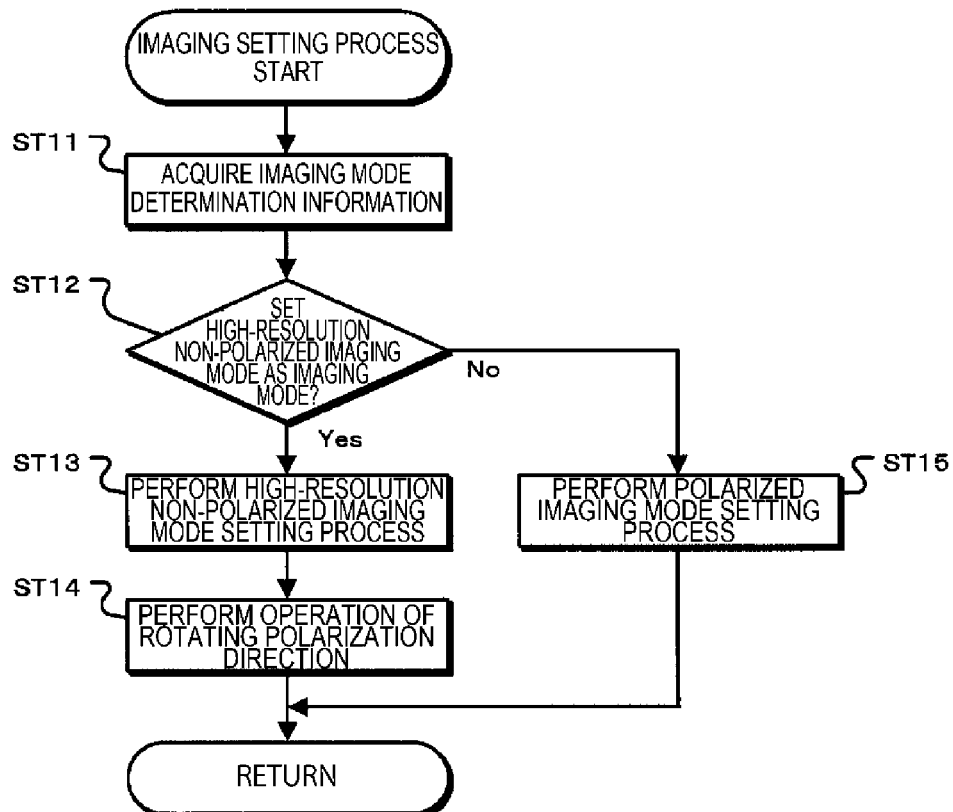 IMAGING SETTING PROCESS
START
ST11
ACQUIRE IMAGING MODE
DETERMINATION INFORMATION
ST12
SET
HIGH-RESOLUTION
NON-POLARIZED IMAGING
MODE AS IMAGING
MODE?
No
Yes
ST13
PERFORM HIGH-RESOLUTION
NON-POLARIZED IMAGING
MODE SETTING PROCESS
ST15
PERFORM POLARIZED
IMAGING MODE SETTING
PROCESS
ST14
PERFORM OPERATION OF
ROTATING POLARIZATION
DIRECTION
RETURN